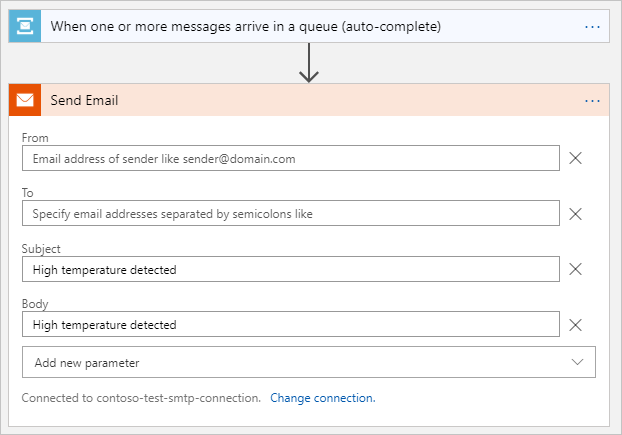 When one or more messages arrive in a queue (auto-complete)
Send Email
From
Email address of sender like sender@domain.com
To
Specify email addresses separated by semicolons like
Subject
High temperature detected
Body
High temperature detected
Add new parameter
Connected to contoso-test-smtp-connection. Change connection.